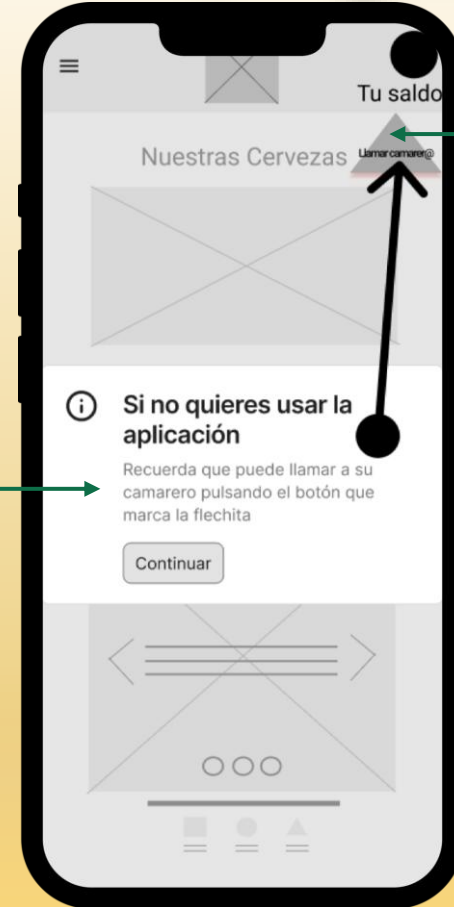 Tu saldo
Nuestras Cervezas
Llamar camarer@
Si no quieres usar la
aplicación
Recuerda que puede llamar a su
camarero pulsando el botón que
marca la flechita
Continuar